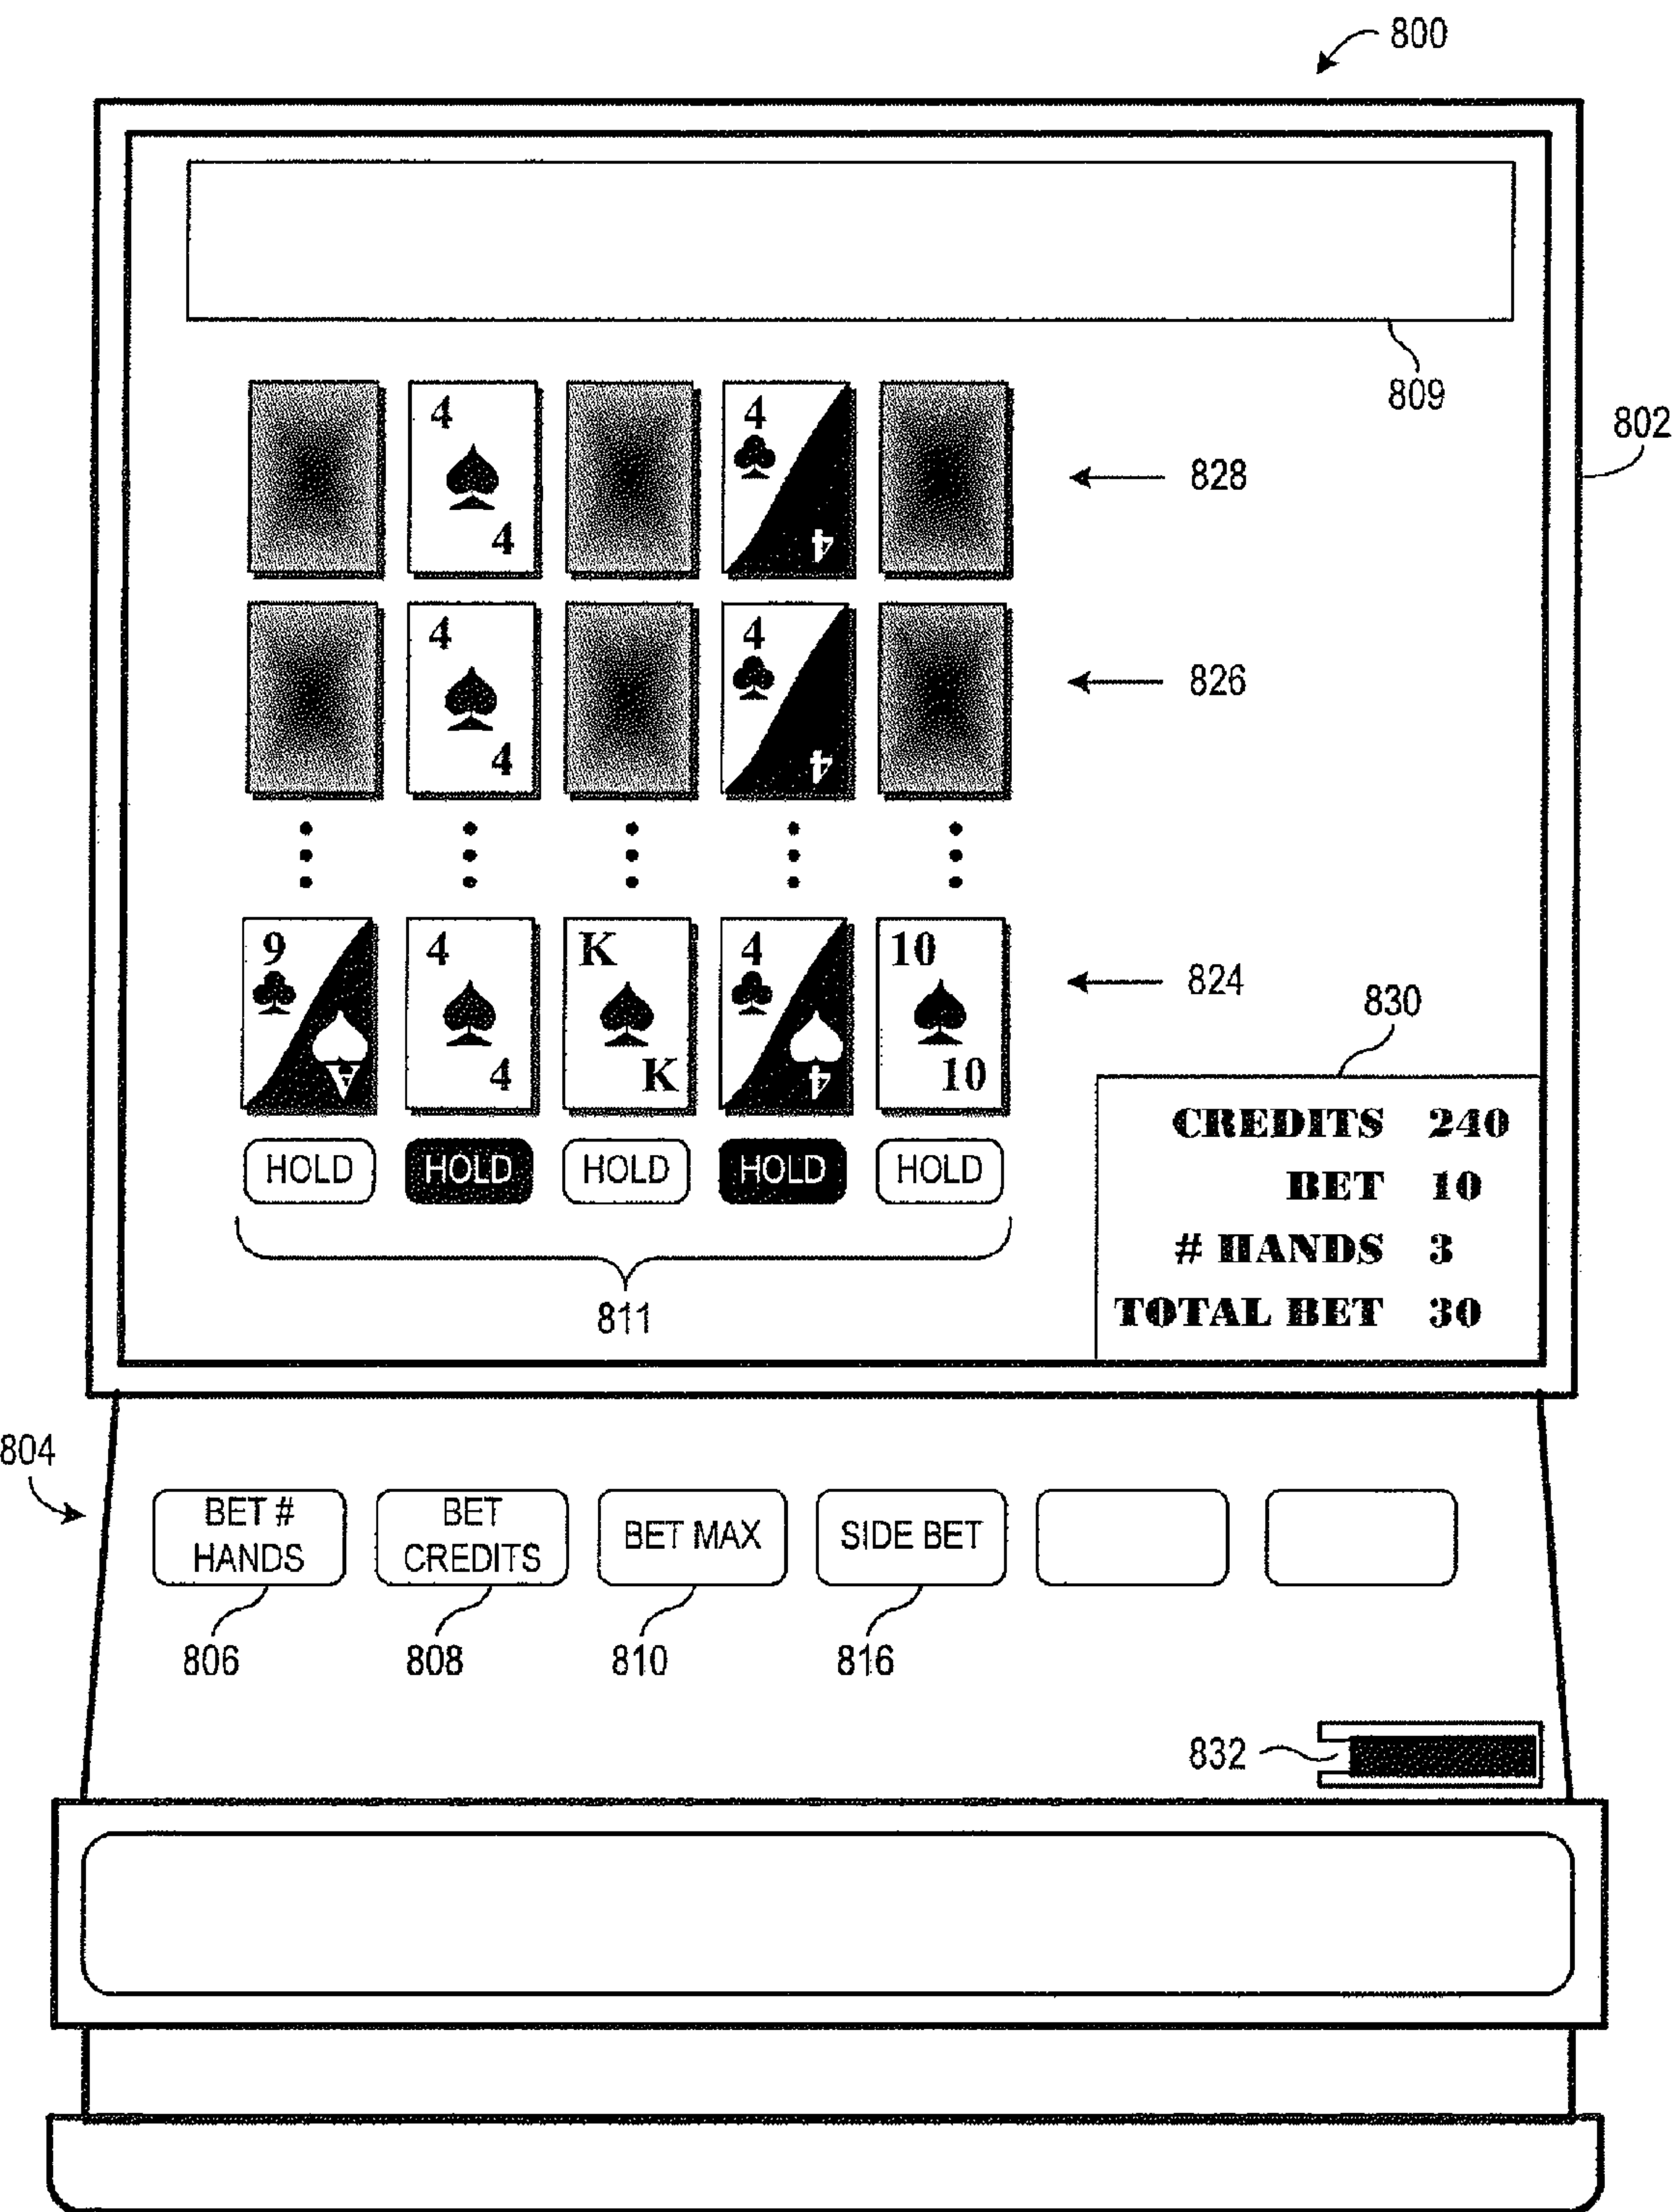 800
809
802
4 4
4 4
828
4 4
4 4
826
9 A
4 4
K K
4 4
10 10
824
830
CREDITS 240
BET 10
# HANDS 3
TOTAL BET 30
HOLD HOLD HOLD HOLD HOLD
811
804
BET # HANDS
BET CREDITS
BET MAX
SIDE BET
806 808 810 816
832